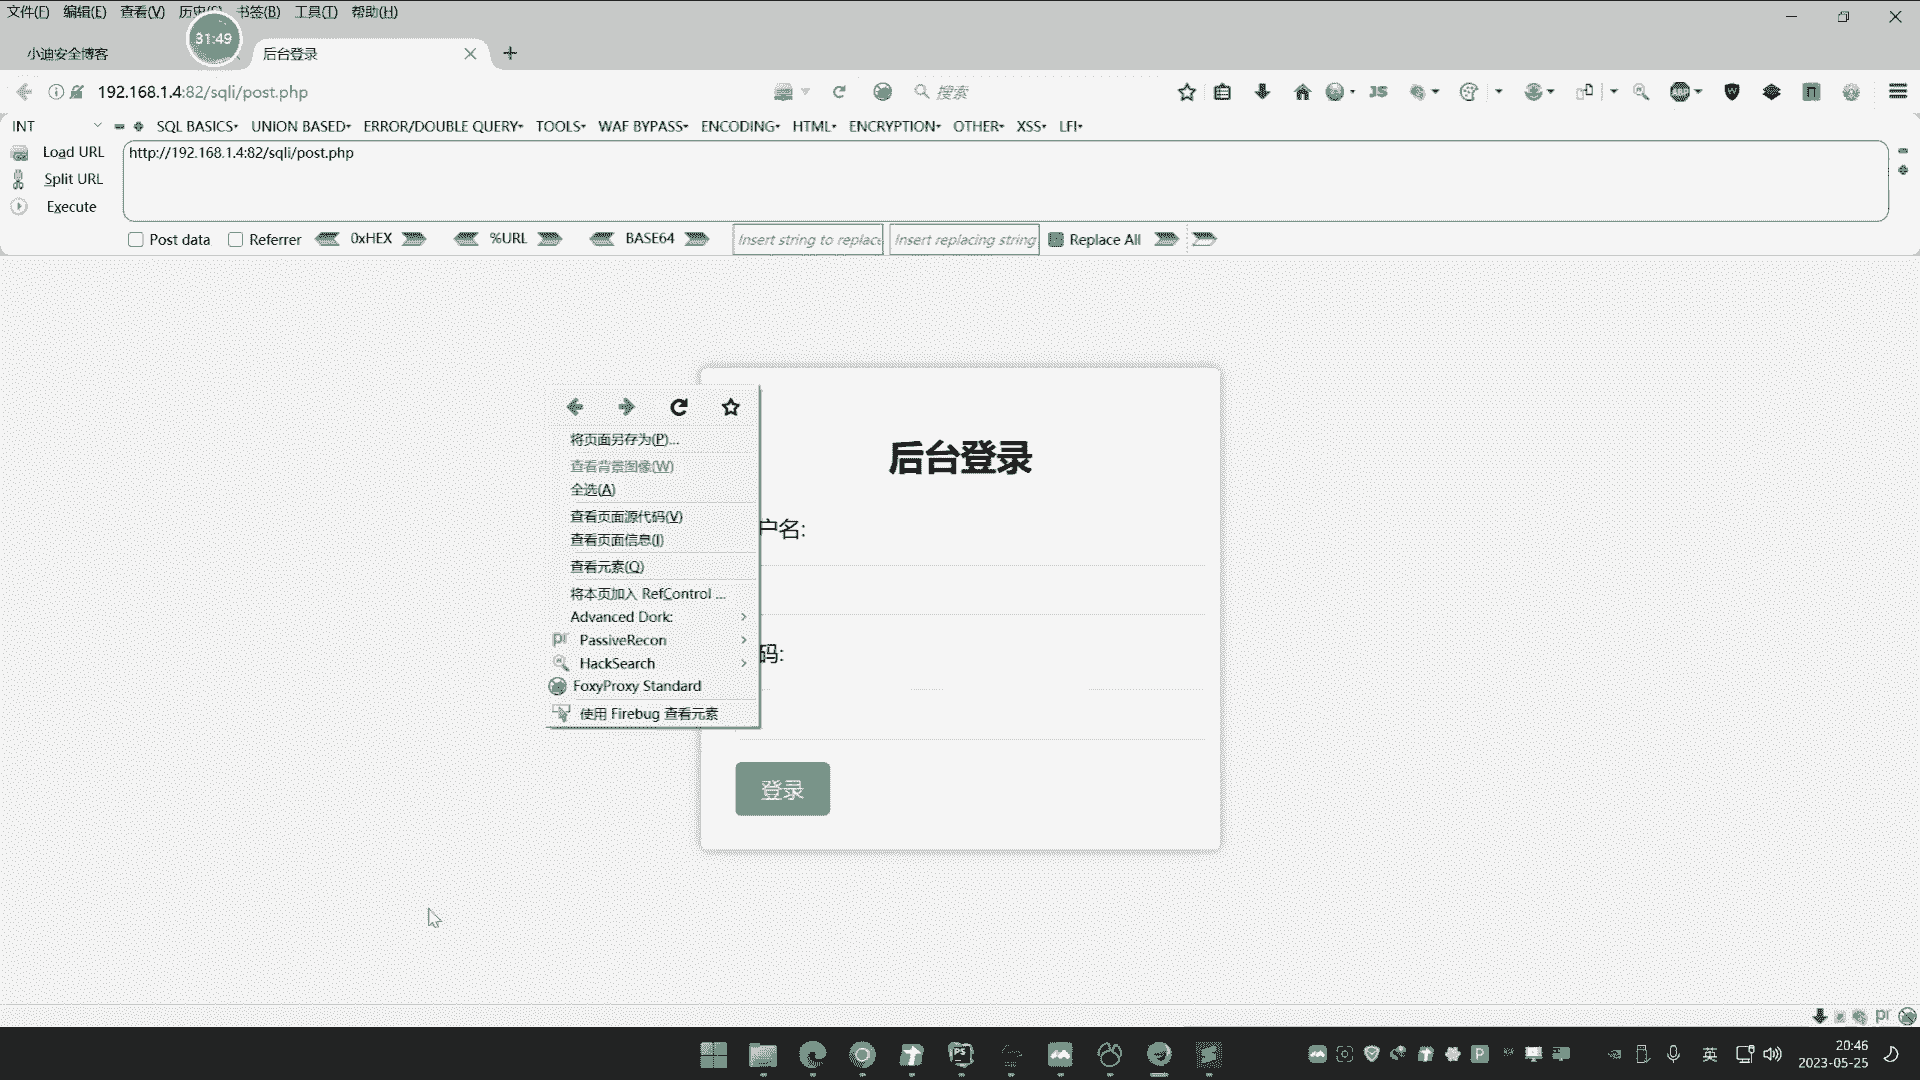 文件(F) 编辑(E) 查看(V) 历史(S) 书签(B) 工具(T) 帮助(H)
31:49
小迪安全博客
后台登录
192.168.1.4:82/sqli/post.php
搜索
JS
INT
SQL BASICS UNION BASED ERROR/DOUBLE QUERY TOOLS WAF BYPASS ENCODING HTML ENCRYPTION OTHER XSS LFI
Load URL
http://192.168.1.4:82/sqli/post.php
Split URL
Execute
Post data Referrer 0xHEX %URL BASE64 Insert string to replace Insert replacing string Replace All
将页面另存为(P)...
查看背景图像(W)
全选(A)
查看页面源代码(V)
查看页面信息(I)
查看元素(Q)
将本页加入 RefControl ...
Advanced Dork:
pr PassiveRecon
HackSearch
FoxyProxy Standard
使用 Firebug 查看元素
后台登录
户名:
码:
登录
pr
PS
P
英
20:46
2023-05-25